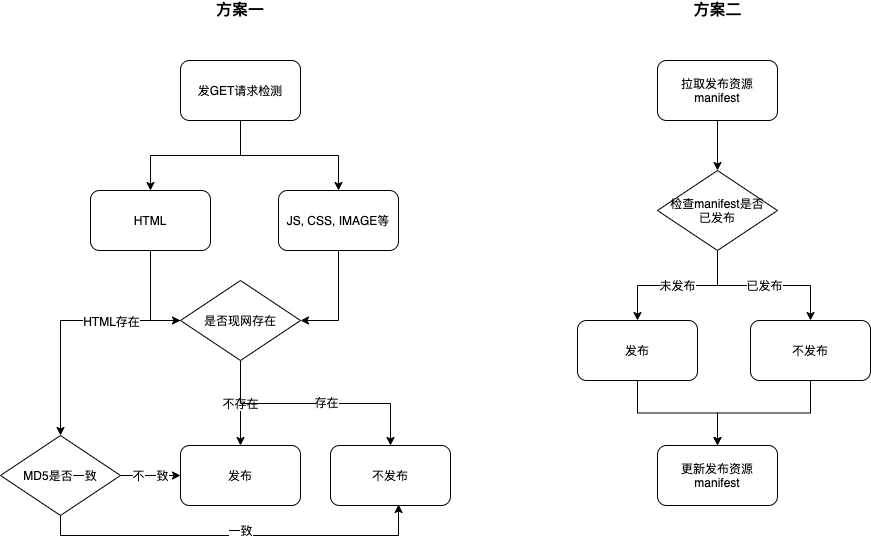 方案一
发GET请求检测
HTML
JS, CSS, IMAGE等
HTML存在
是否现网存在
不存在
存在
MD5是否一致
不一致
发布
不发布
一致
方案二
拉取发布资源
manifest
检查manifest是否
已发布
未发布
已发布
发布
不发布
更新发布资源
manifest